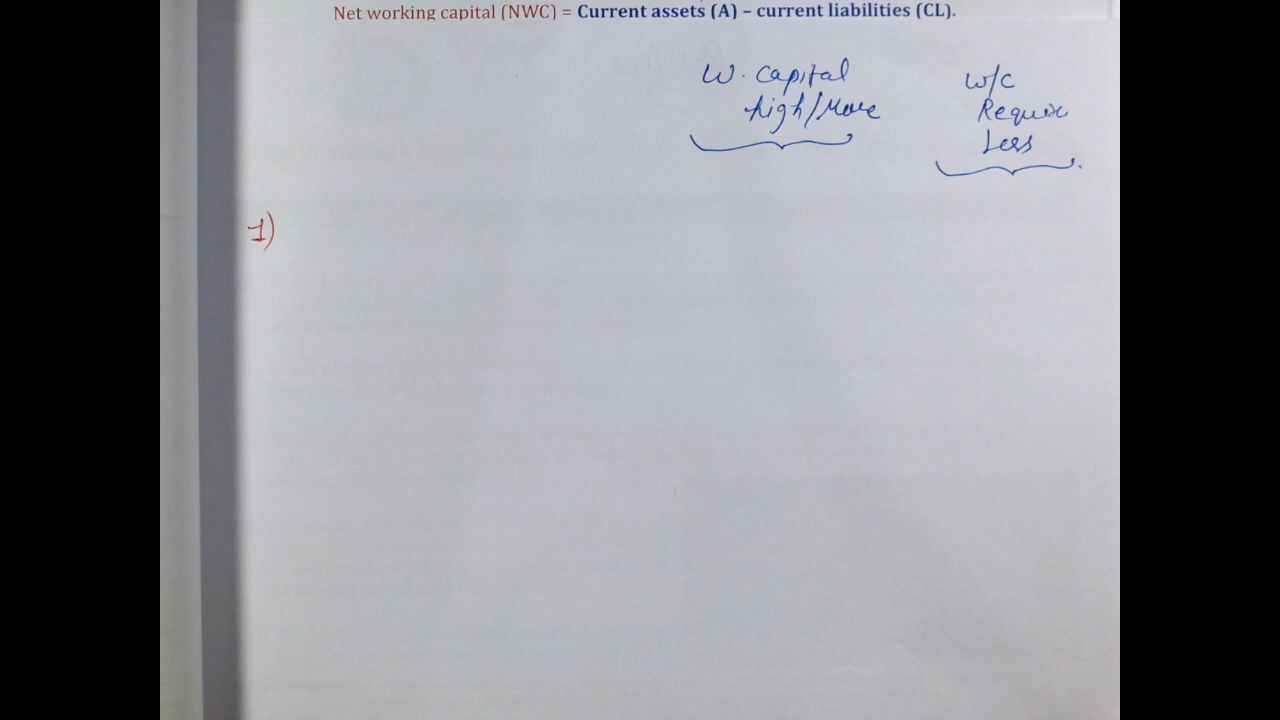 Net working capital (NWC) = Current assets (A) – current liabilities (CL).
W. Capital
high/More
W/C
Require
Less
1)